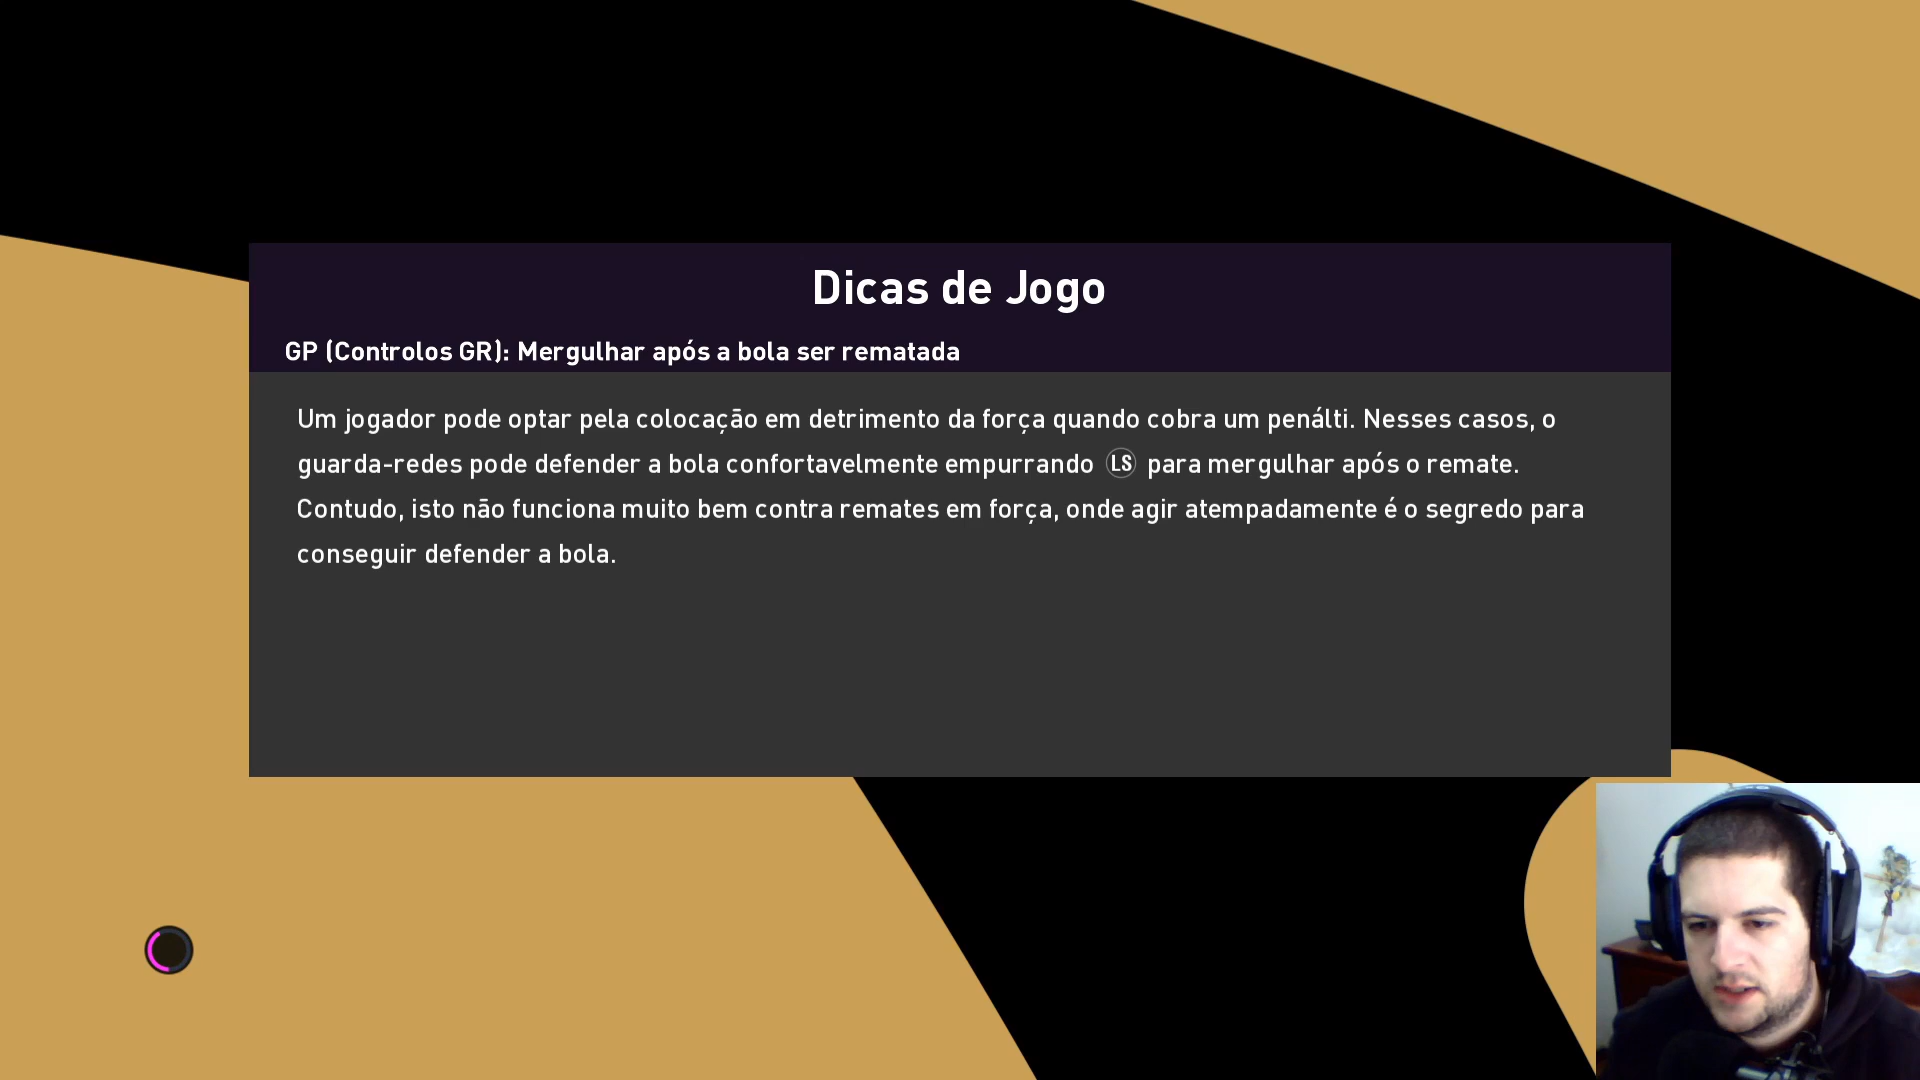 Dicas de Jogo
GP (Controlos GR): Mergulhar após a bola ser rematada
Um jogador pode optar pela colocação em detrimento da força quando cobra um penálti. Nesses casos, o
guarda-redes pode defender a bola confortavelmente empurrando LS para mergulhar após o remate.
Contudo, isto não funciona muito bem contra remates em força, onde agir atempadamente é o segredo para
conseguir defender a bola.